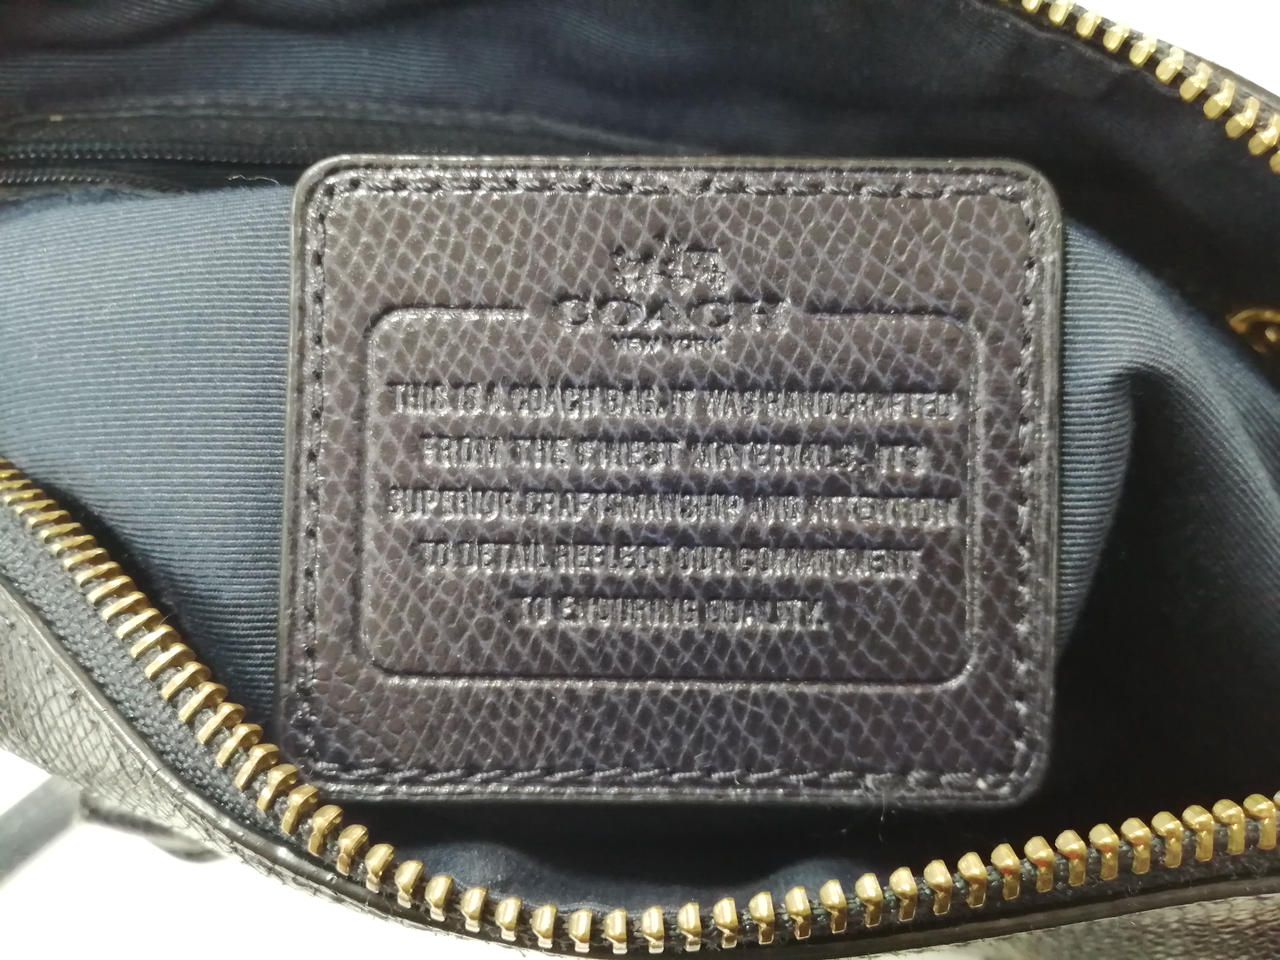 COACH
NEW YORK
THIS IS A COACH BAG. IT WAS HANDCRAFTED
FROM THE FINEST MATERIALS. ITS
SUPERIOR CRAFTSMANSHIP AND ATTENTION
TO DETAIL REFLECT OUR COMMITMENT
TO ENDURING QUALITY.